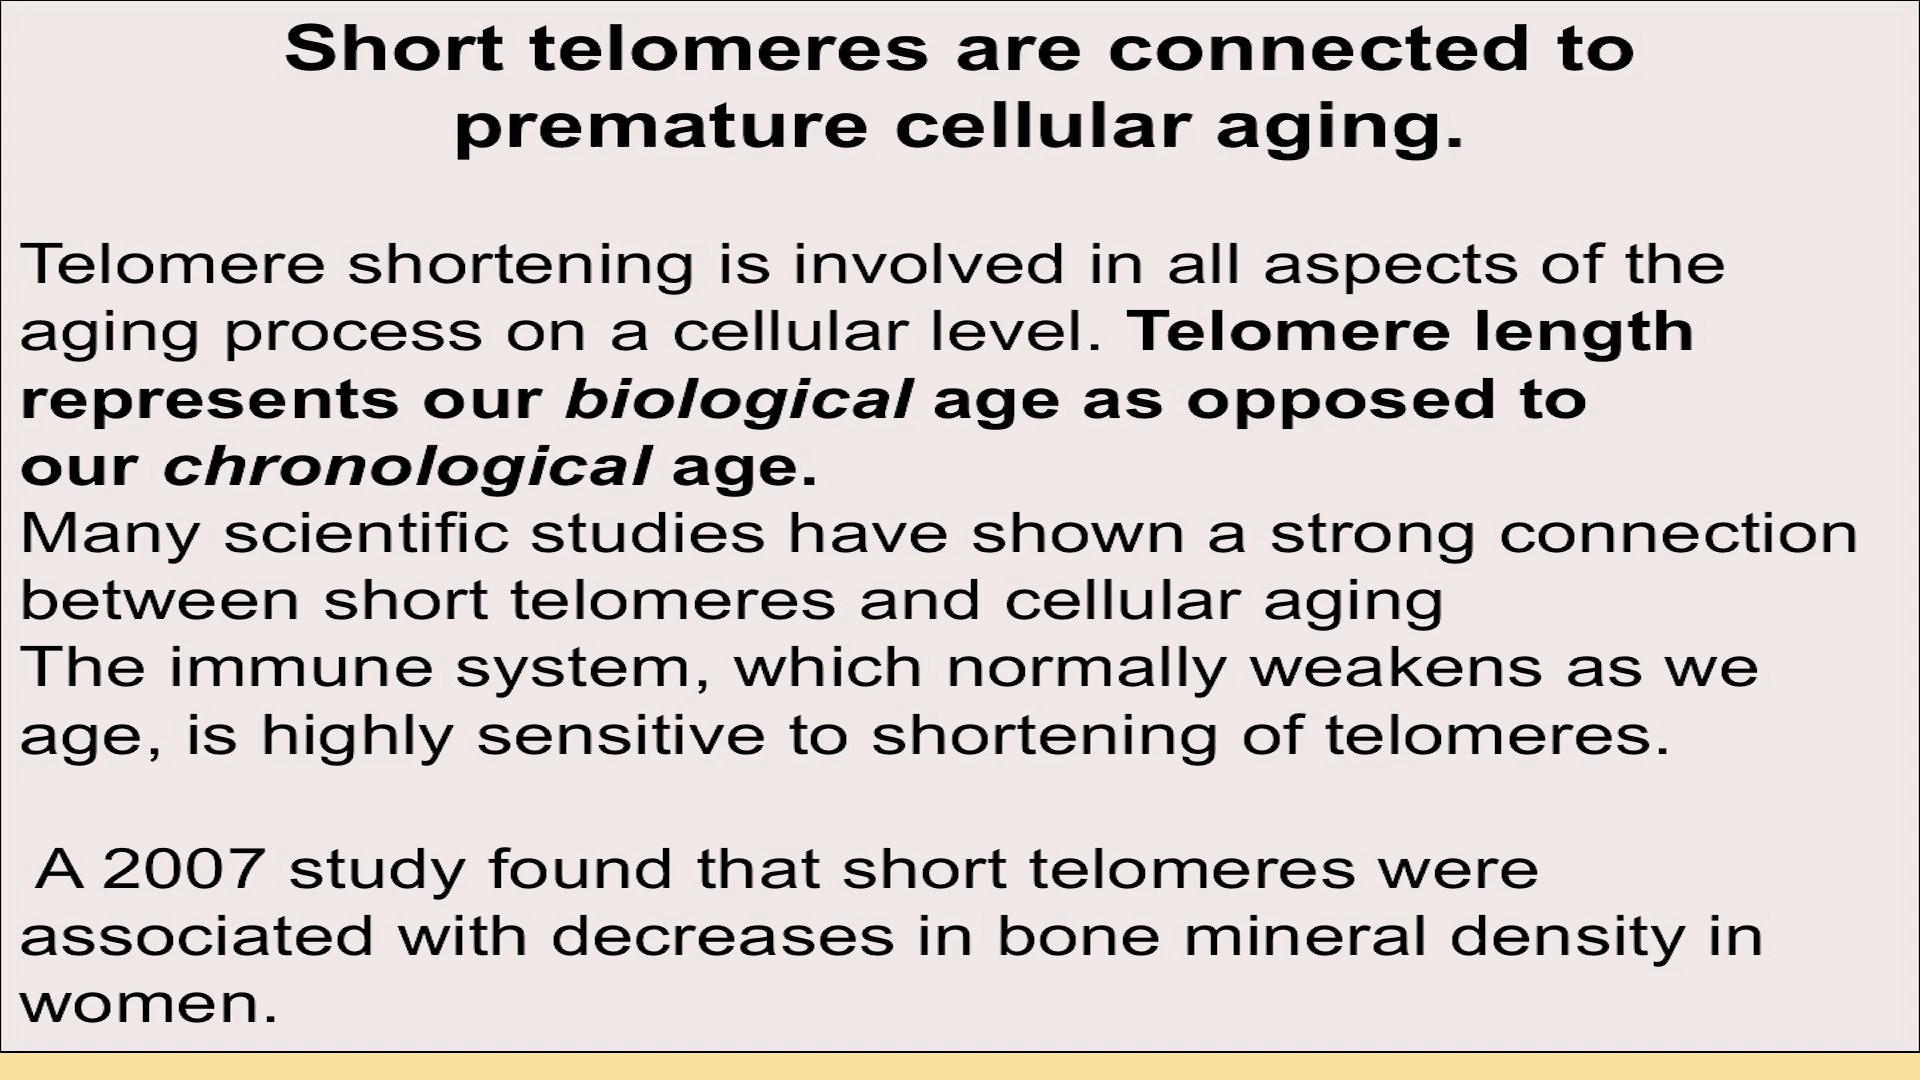 Short telomeres are connected to
premature cellular aging.
Telomere shortening is involved in all aspects of the
aging process on a cellular level. Telomere length
represents our biological age as opposed to
our chronological age.
Many scientific studies have shown a strong connection
between short telomeres and cellular aging
The immune system, which normally weakens as we
age, is highly sensitive to shortening of telomeres.
A 2007 study found that short telomeres were
associated with decreases in bone mineral density in
women.